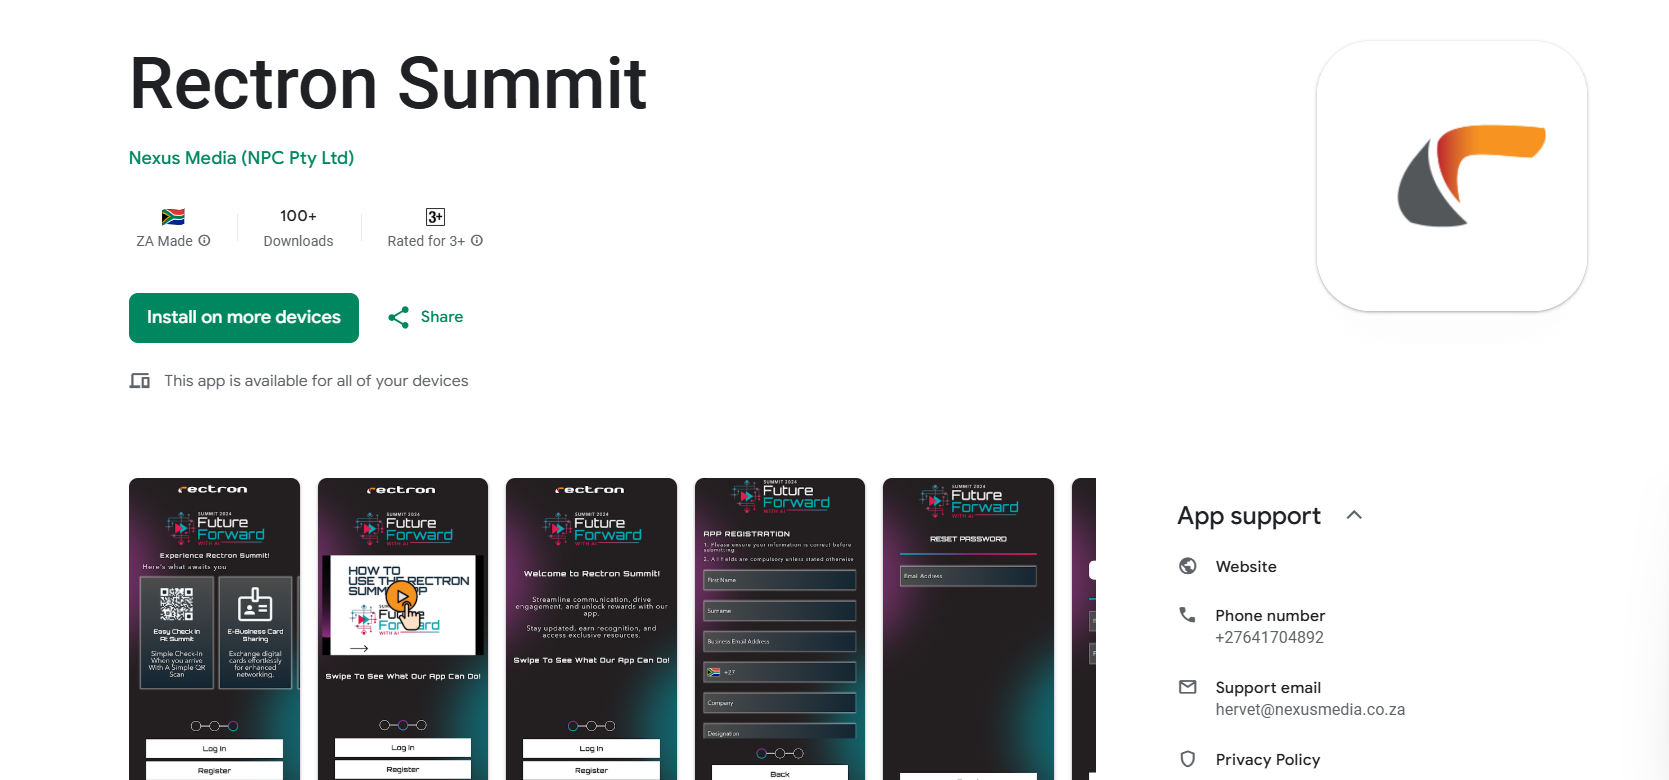 Rectron Summit
Nexus Media (NPC Pty Ltd)
ZA Made
100+
Downloads
3+
Rated for 3+
Install on more devices
Share
This app is available for all of your devices
rectron
SUMMIT 2024
Future
Forward
WITH AI
Experience Rectron Summit!
Here's what awaits you
Easy Check In
At Summit
Simple Check-In
When you arrive
With A Simple QR
Scan
E-Business Card
Sharing
Exchange digital
cards effortlessly
for enhanced
networking.
Log In
Register
rectron
SUMMIT 2024
Future
Forward
WITH AI
HOW TO
USE THE RECTRON
SUMM
WITH AI
Swipe To See What Our App Can Do!
Log In
Register
rectron
SUMMIT 2024
Future
Forward
WITH AI
Welcome to Rectron Summit!
Streamline communication, drive
engagement, and unlock rewards with our
app.
Stay updated, earn recognition, and
access exclusive resources.
Swipe To See What Our App Can Do!
Log In
Register
SUMMIT 2024
Future
Forward
WITH AI
APP REGISTRATION
1. Please ensure your information is correct before
submitting
2. All fields are compulsory unless stated otherwise
First Name
Surname
Business Email Address
+27
Company
Designation
Back
SUMMIT 2024
Future
Forward
WITH AI
RESET PASSWORD
Email Address
App support
Website
Phone number
+27641704892
Support email
hervet@nexusmedia.co.za
Privacy Policy